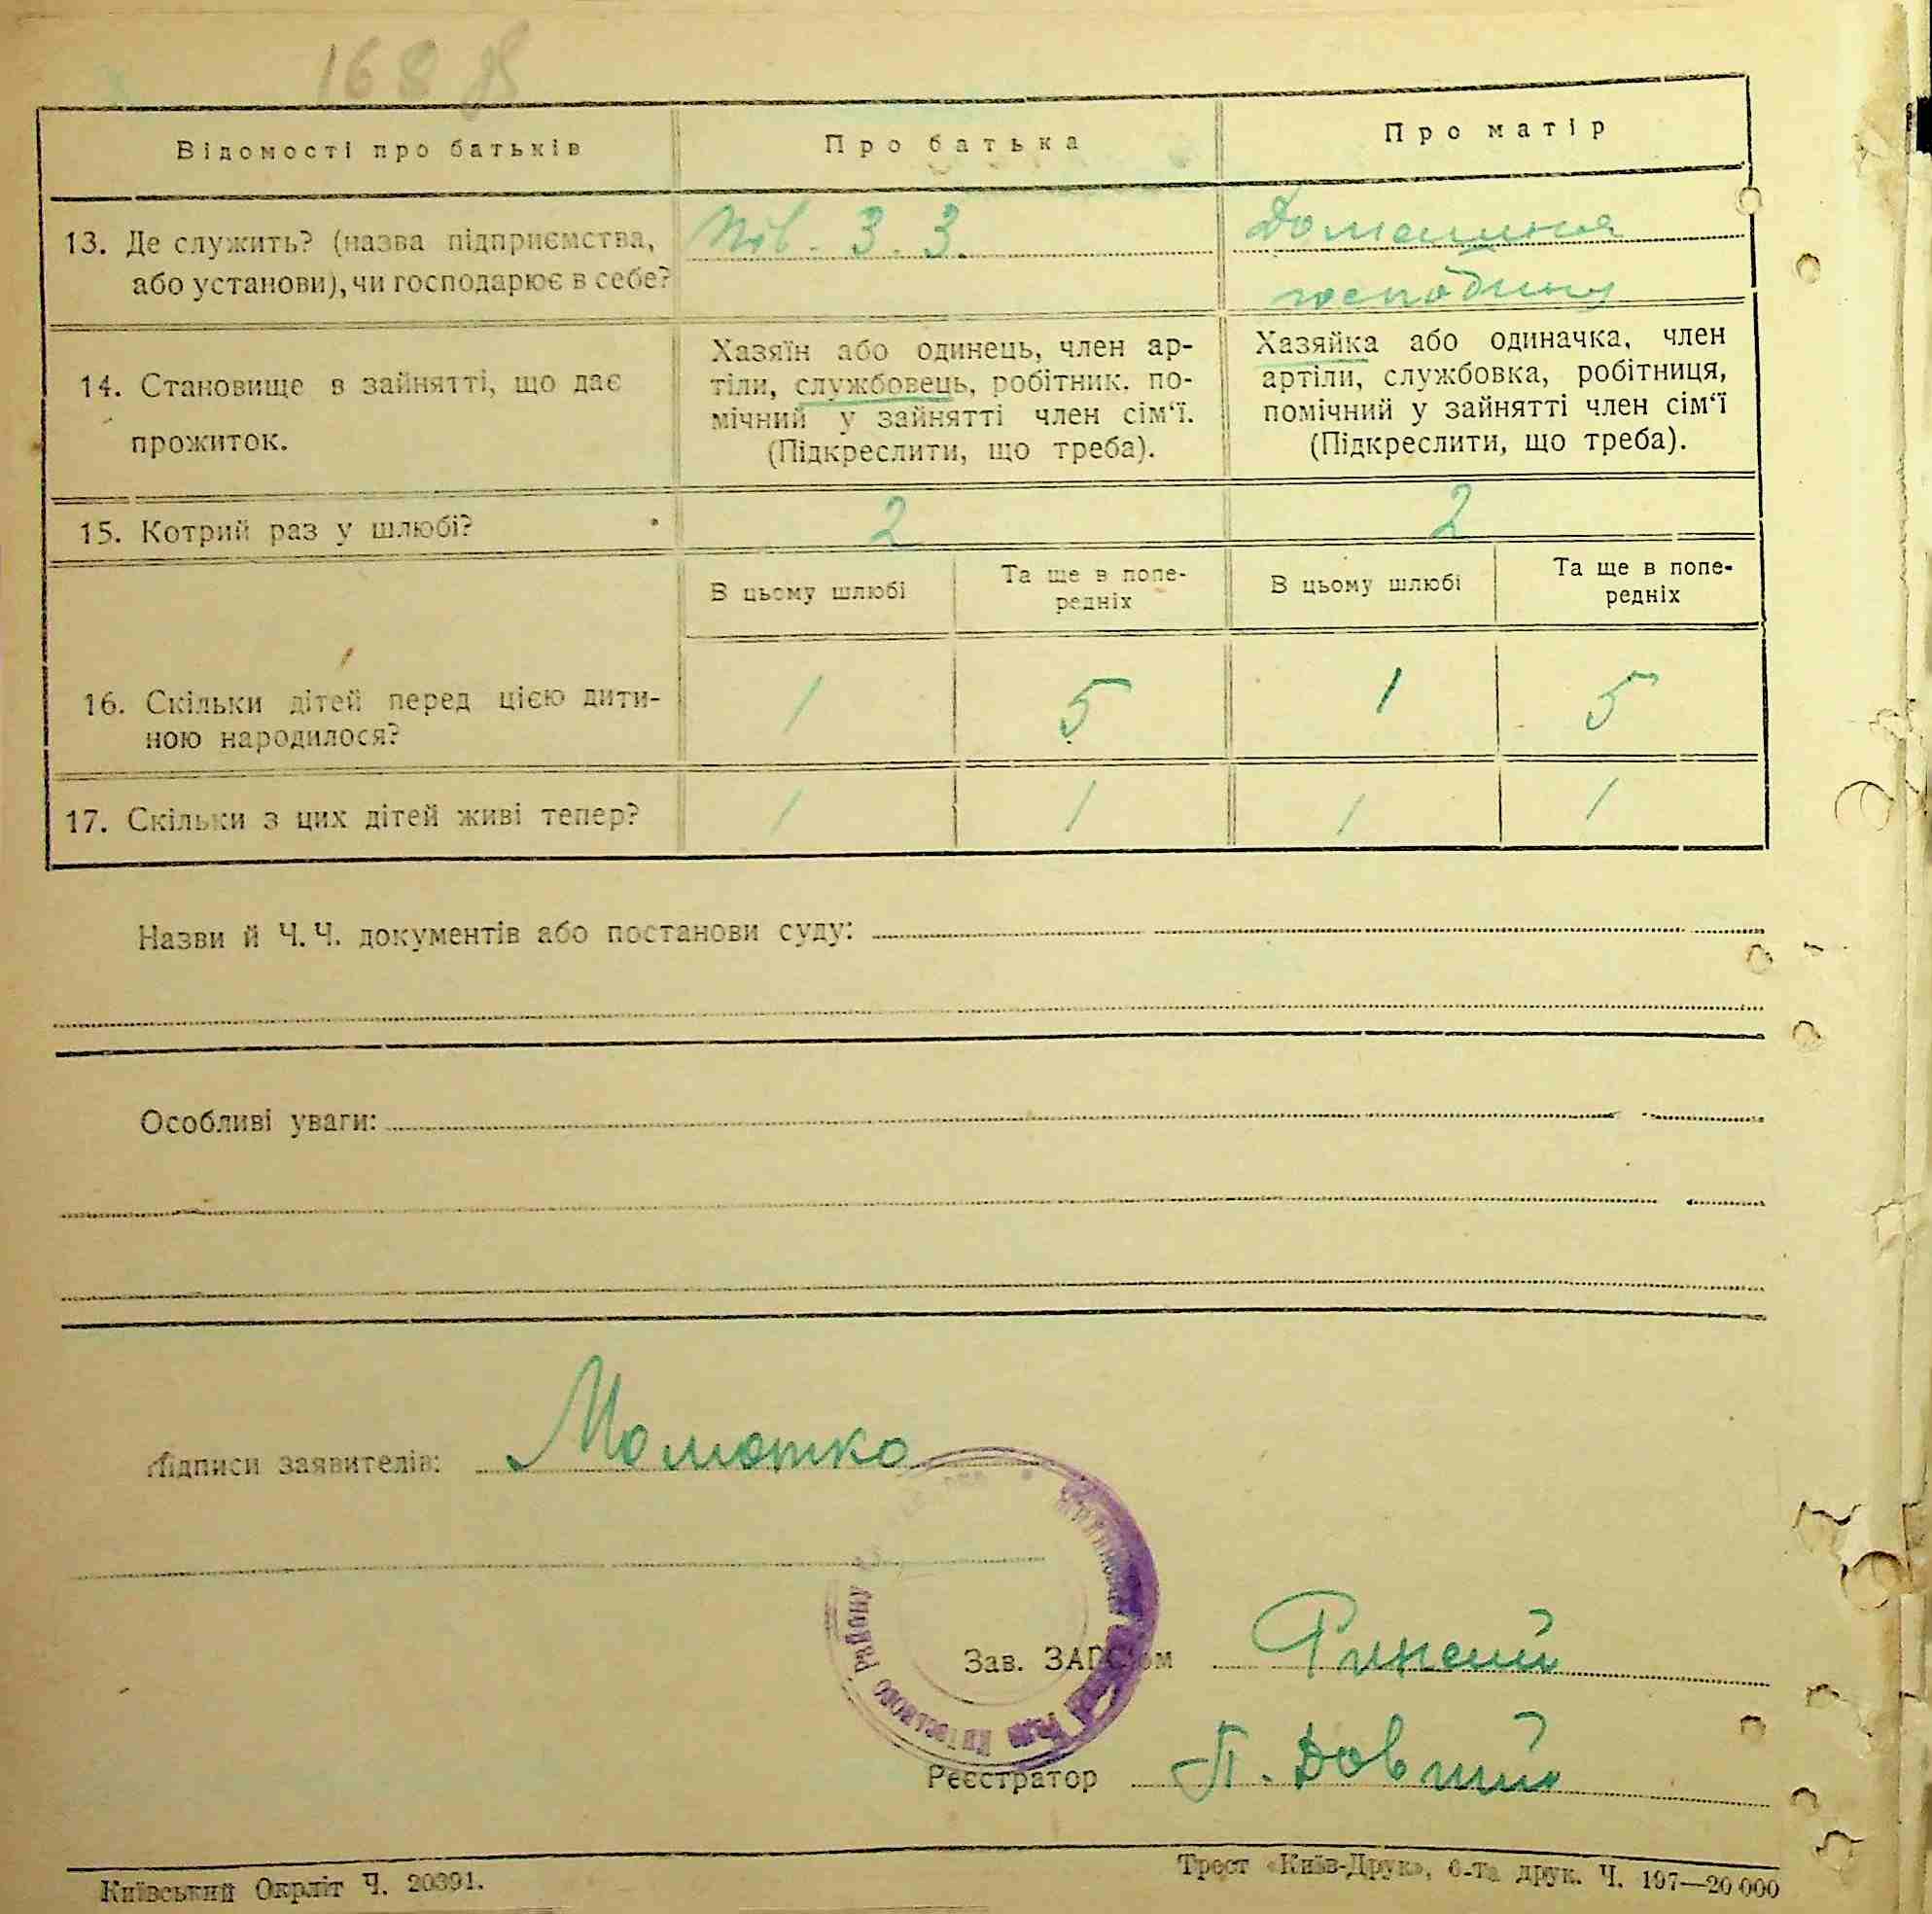 168
Відомості про батьків
Про батька
Про матір
13. Де служить? (назва підприємства,
або установи), чи господарює в себе?
Пів. З. З.
Домашня
господиня
14. Становище в зайнятті, що дає
прожиток.
Хазяїн або одинець, член ар-
тіли, службовець, робітник, по-
мічний у зайнятті член сім‘ї.
(Підкреслити, що треба).
Хазяйка або одиначка, член
артіли, службовка, робітниця,
помічний у зайнятті член сім‘ї
(Підкреслити, що треба).
15. Котрий раз у шлюбі?
2
2
В цьому шлюбі
Та ще в попе-
редніх
В цьому шлюбі
Та ще в попе-
редніх
16. Скільки дітей перед цією дити-
ною народилося?
1
5
1
5
17. Скільки з цих дітей живі тепер?
1
1
1
1
Назви й Ч. Ч. документів або постанови суду:
Особливі уваги:
Підписи заявителів:
Момотко
району
Зав. ЗАГС'ом
Реєстратор
П. Довгий
Київський Окрліт Ч. 20391.
Трест «Київ-Друк», 6-та друк. Ч. 197—20 000